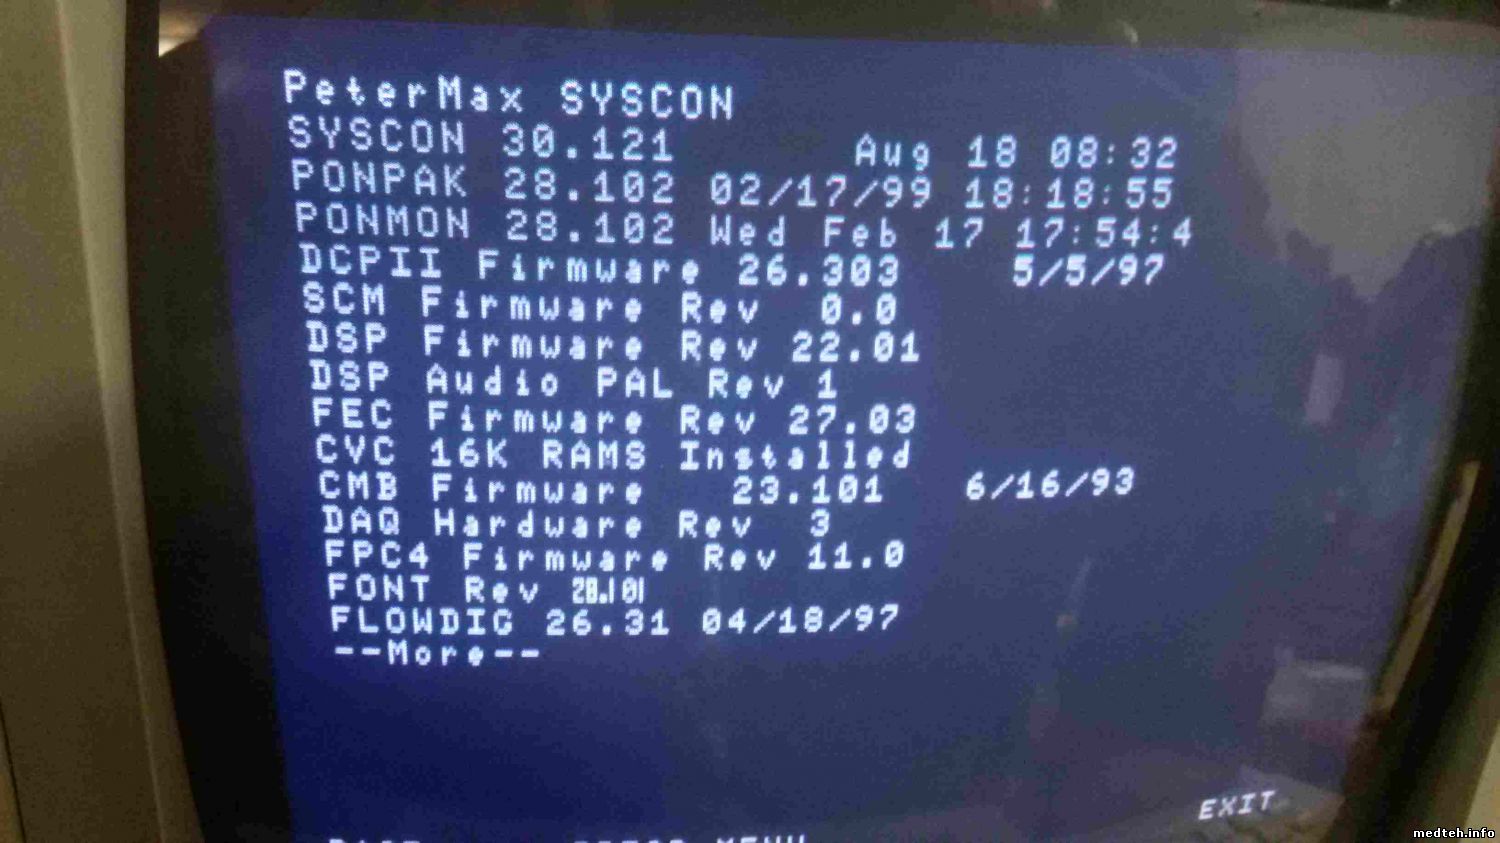 PeterMax SYSCON
SYSCON 30.121 Aug 18 08:32
PONPAK 28.102 02/17/99 18:18:55
PONMON 28.102 Wed Feb 17 17:54:4
DCPII Firmware 26.303 5/5/97
SCM Firmware Rev 0.0
DSP Firmware Rev 22.01
DSP Audio PAL Rev 1
FEC Firmware Rev 27.03
CVC 16K RAMS Installed
CMB Firmware 23.101 6/16/93
DAQ Hardware Rev 3
FPC4 Firmware Rev 11.0
FONT Rev 28.101
FLOWDIG 26.31 04/18/97
--More--
EXIT
MENU
medteh.info